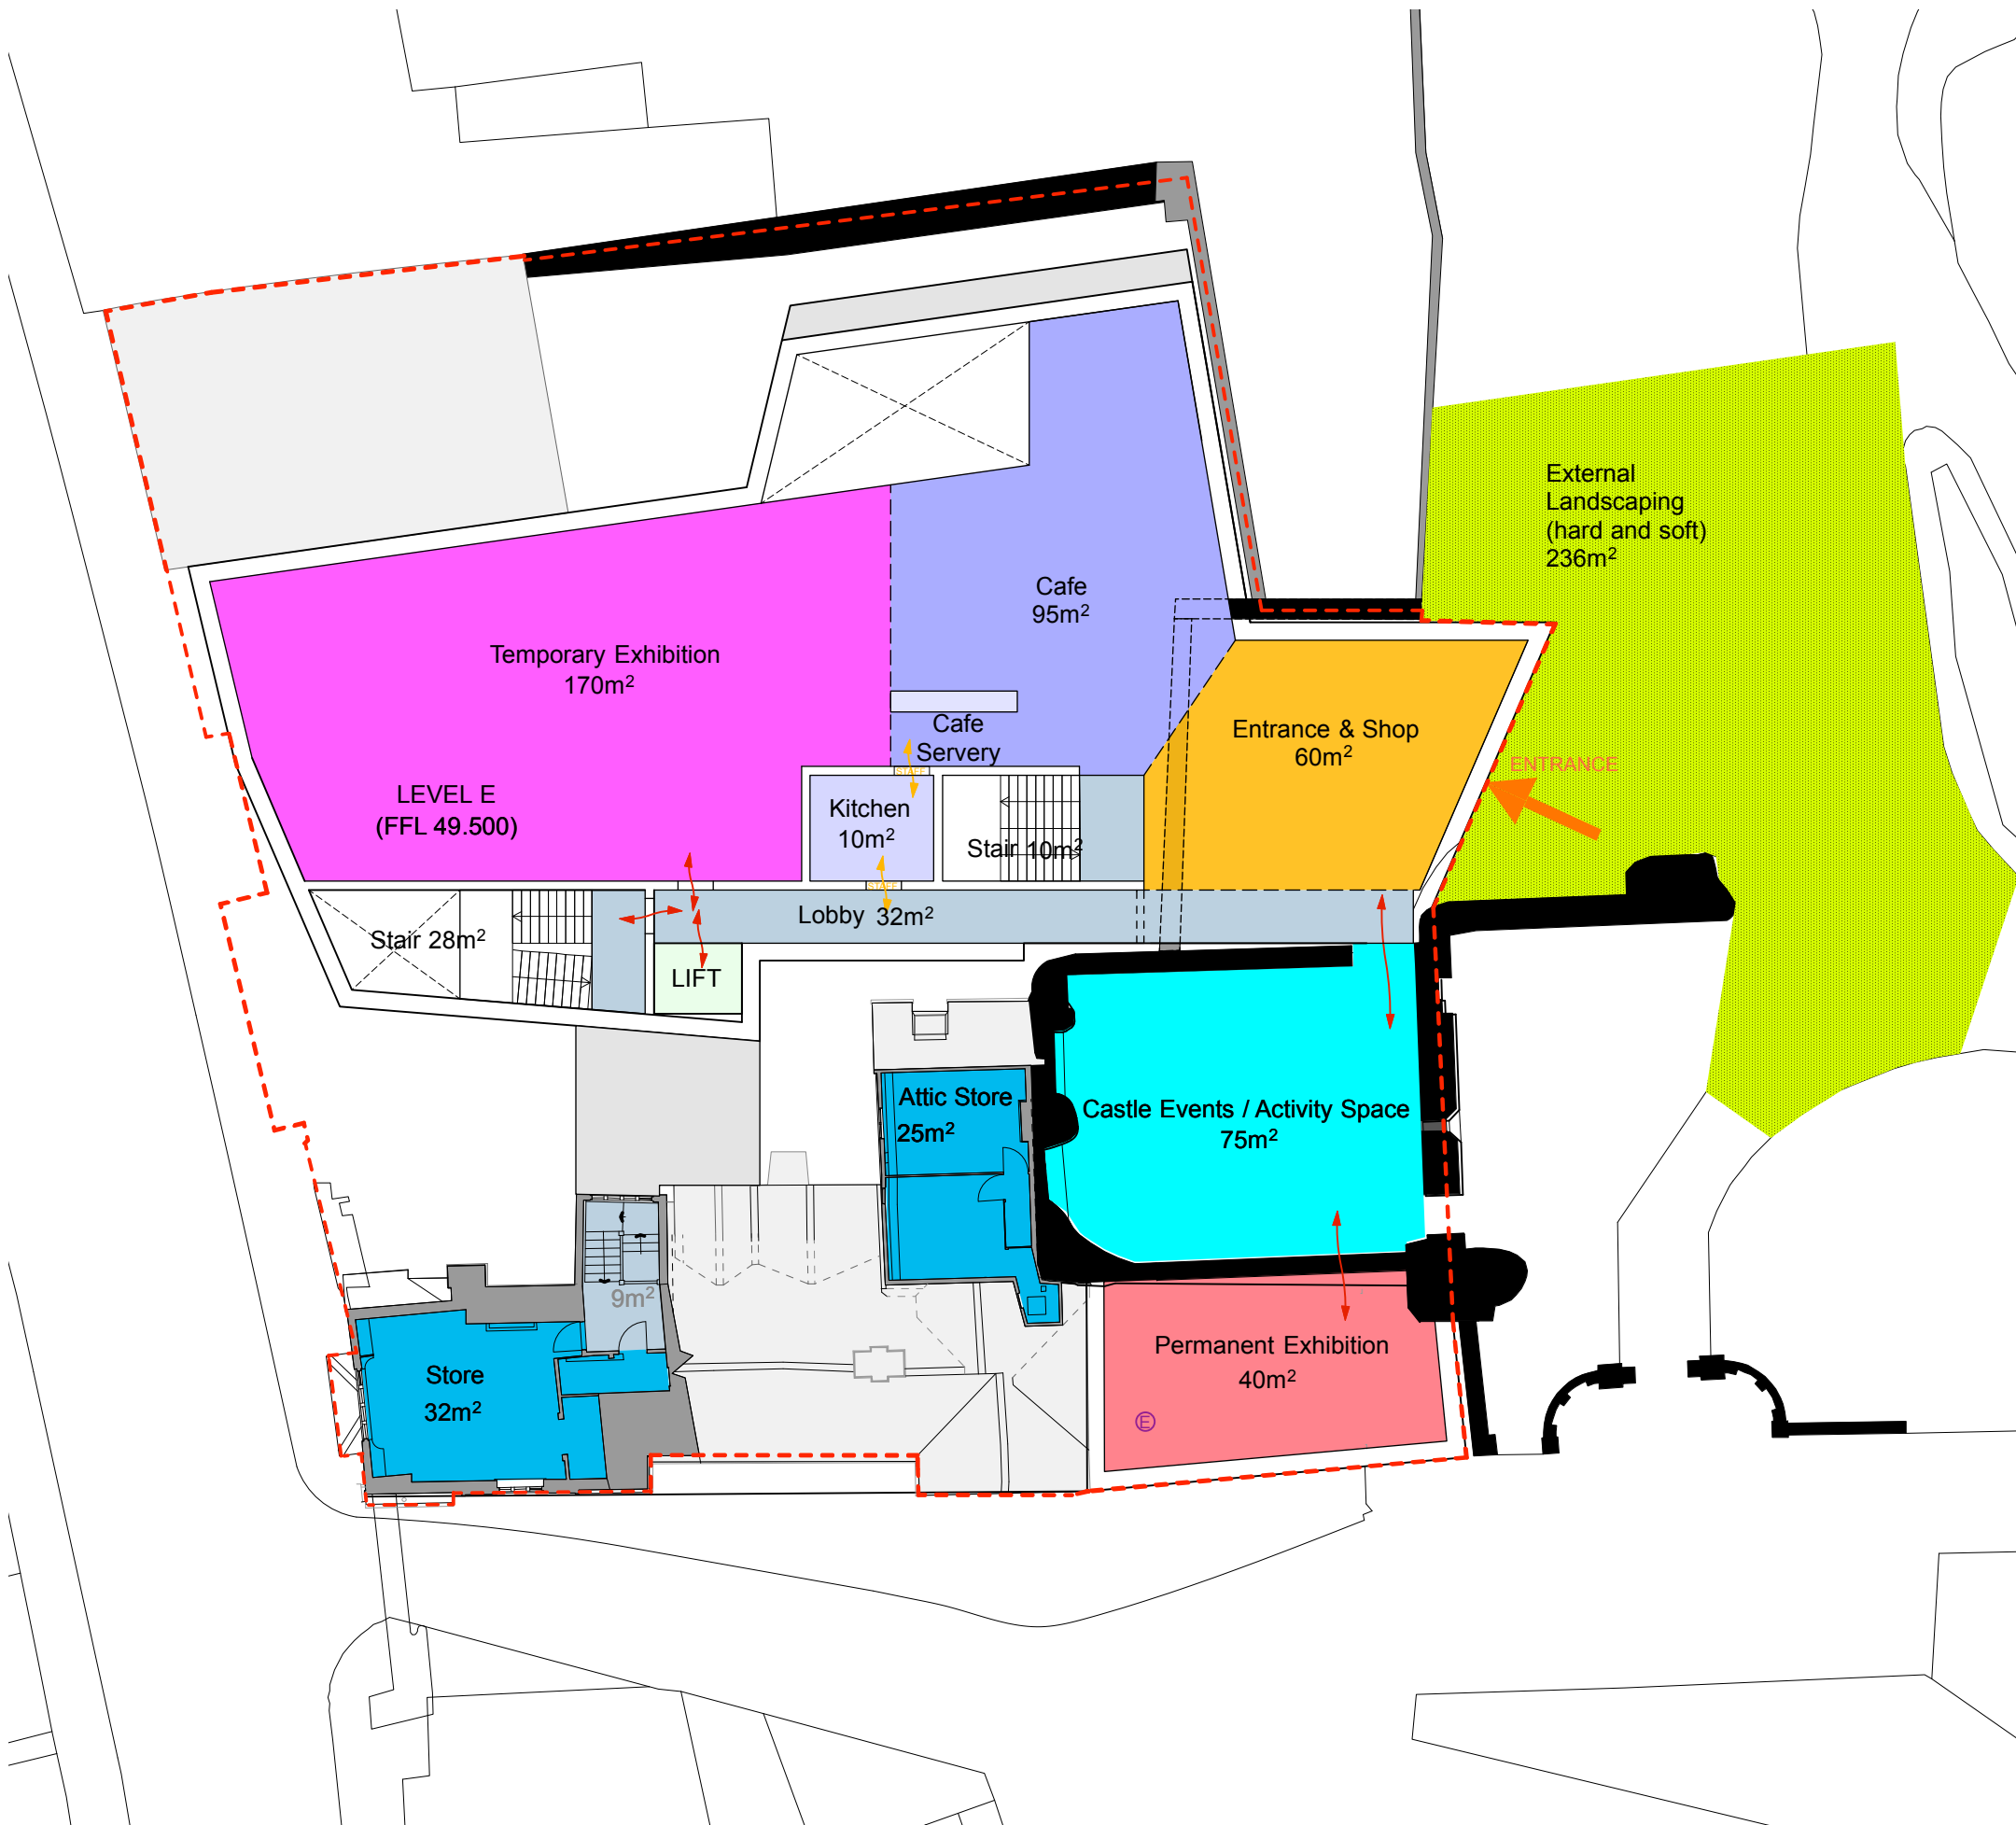 External
Landscaping
(hard and soft)
236m²
Cafe
95m²
Temporary Exhibition
170m²
Cafe
Servery
Entrance & Shop
60m²
ENTRANCE
STAFF
LEVEL E
(FFL 49.500)
Kitchen
10m²
Stair 10m²
STAFF
Lobby 32m²
Stair 28m²
LIFT
Attic Store
25m²
Castle Events / Activity Space
75m²
9m²
Permanent Exhibition
40m²
Store
32m²
E